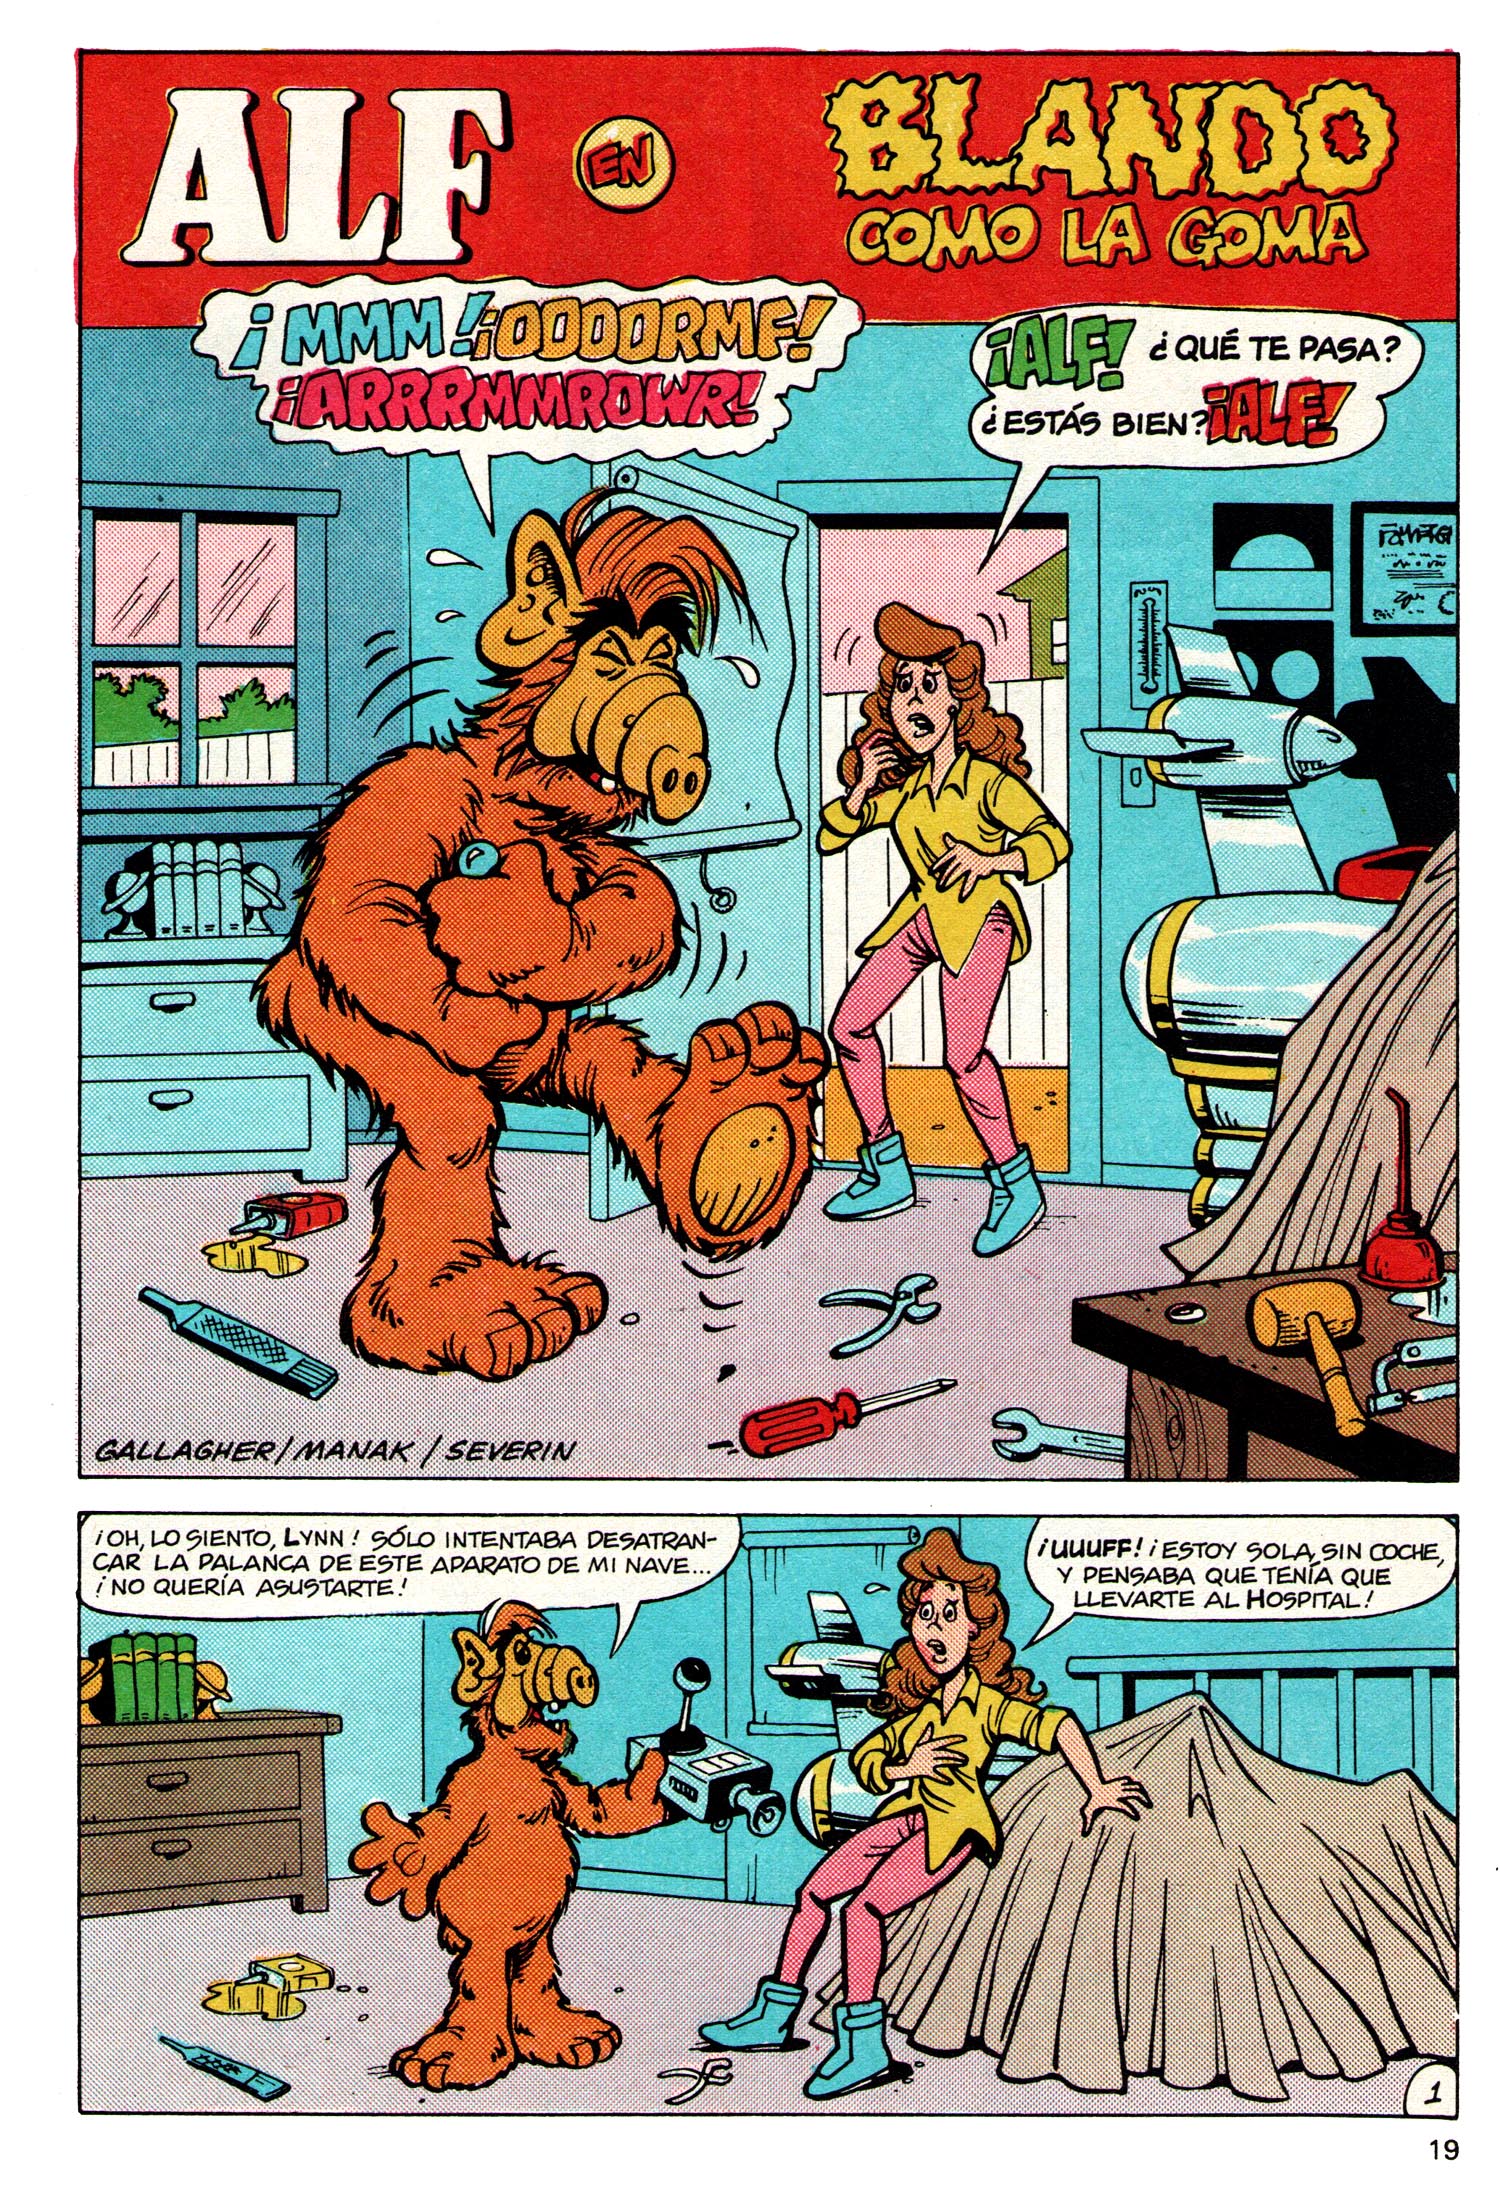 ALF
EN
BLANDO
COMO LA GOMA
¡MMM! ¡OOOORMF!
¡ARRRMMROWR!
¡ALF! ¿QUÉ TE PASA?
¿ESTÁS BIEN? ¡ALF!
GALLAGHER/MANAK/SEVERIN
¡OH, LO SIENTO, LYNN! SÓLO INTENTABA DESATRAN-
CAR LA PALANCA DE ESTE APARATO DE MI NAVE...
¡NO QUERÍA ASUSTARTE!
¡UUUFF! ¡ESTOY SOLA, SIN COCHE,
Y PENSABA QUE TENÍA QUE
LLEVARTE AL HOSPITAL!
1
19